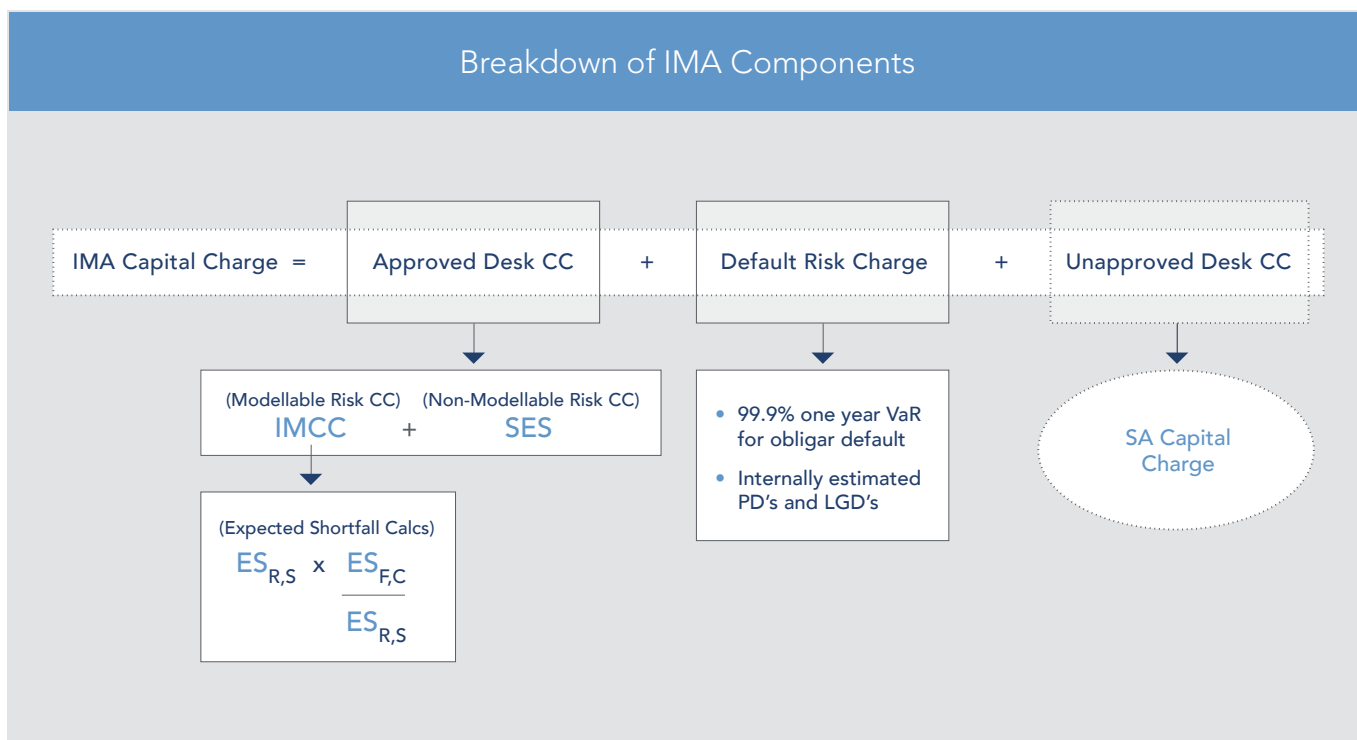 Breakdown of IMA Components
IMA Capital Charge = Approved Desk CC + Default Risk Charge + Unapproved Desk CC
(Modellable Risk CC) (Non-Modellable Risk CC)
IMCC + SES
(Expected Shortfall Calcs)
ES R,S x ES F,C
ES R,S
• 99.9% one year VaR
for obligar default
• Internally estimated
PD’s and LGD’s
SA Capital
Charge